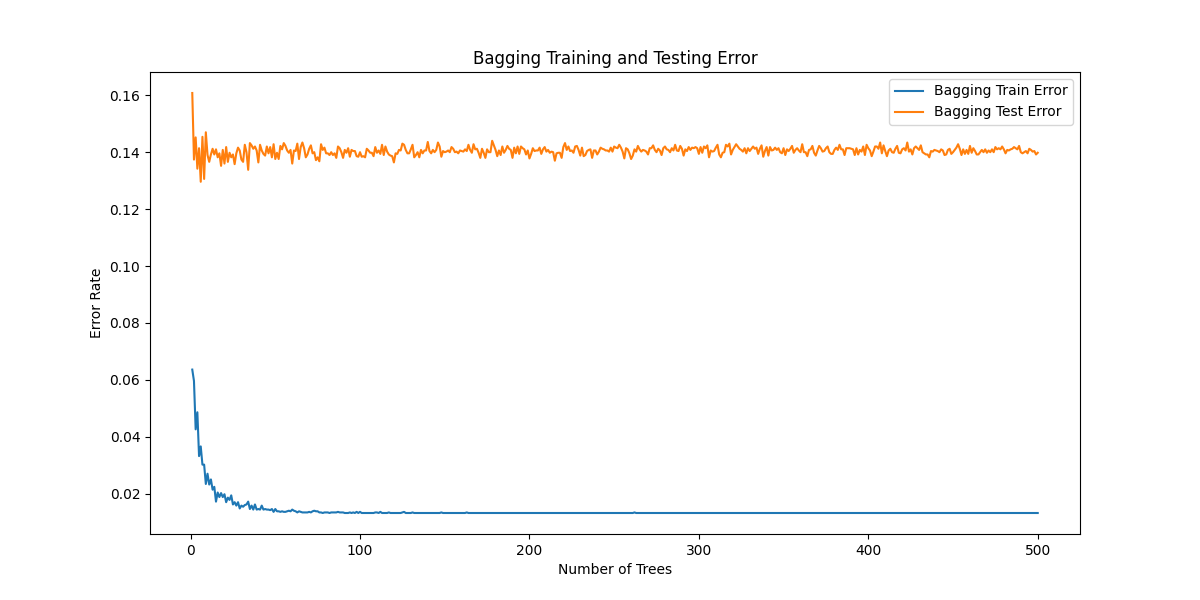 Bagging Training and Testing Error
Bagging Train Error
Bagging Test Error
0.16
0.14
0.12
0.10
0.08
0.06
0.04
0.02
Error Rate
0 100 200 300 400 500
Number of Trees